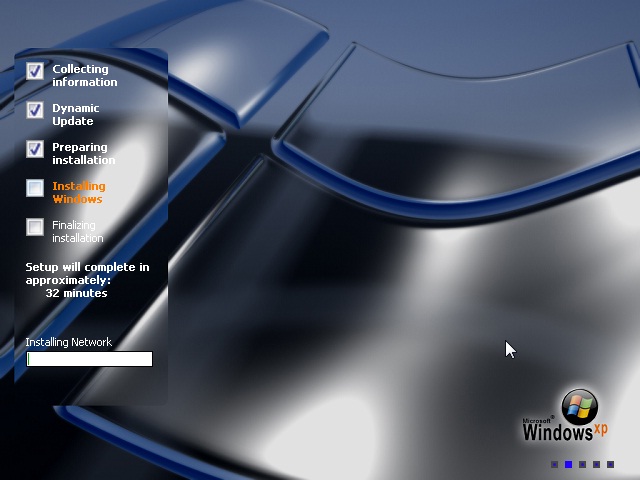 Collecting
information
Dynamic
Update
Preparing
installation
Installing
Windows
Finalizing
installation
Setup will complete in
approximately:
32 minutes
Installing Network
Microsoft®
Windows xp